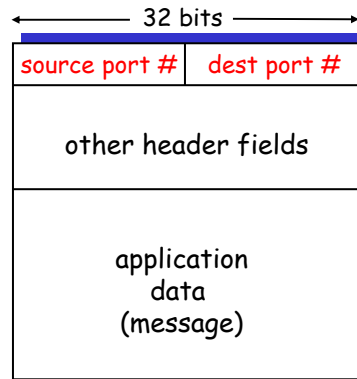 32 bits
source port # dest port #
other header fields
application
data
(message)